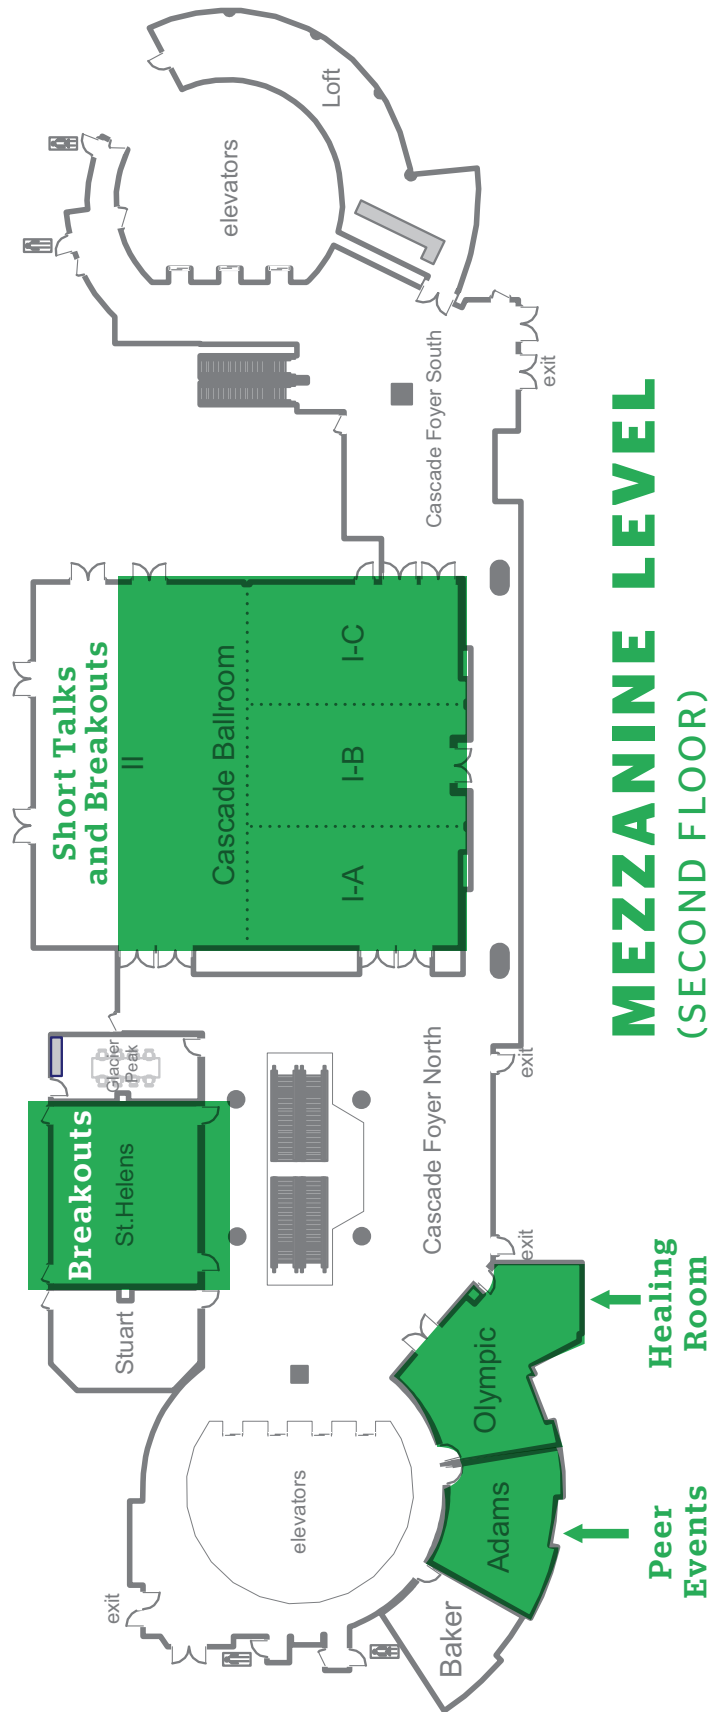 Loft
elevators
exit
Cascade Foyer South
Short Talks
and Breakouts
II
Cascade Ballroom
I-A
I-B
I-C
Glacier
Peak
Breakouts
St.Helens
Stuart
Cascade Foyer North
exit
exit
elevators
exit
Olympic
Adams
Baker
Healing
Room
Peer
Events
MEZZANINE LEVEL
(SECOND FLOOR)